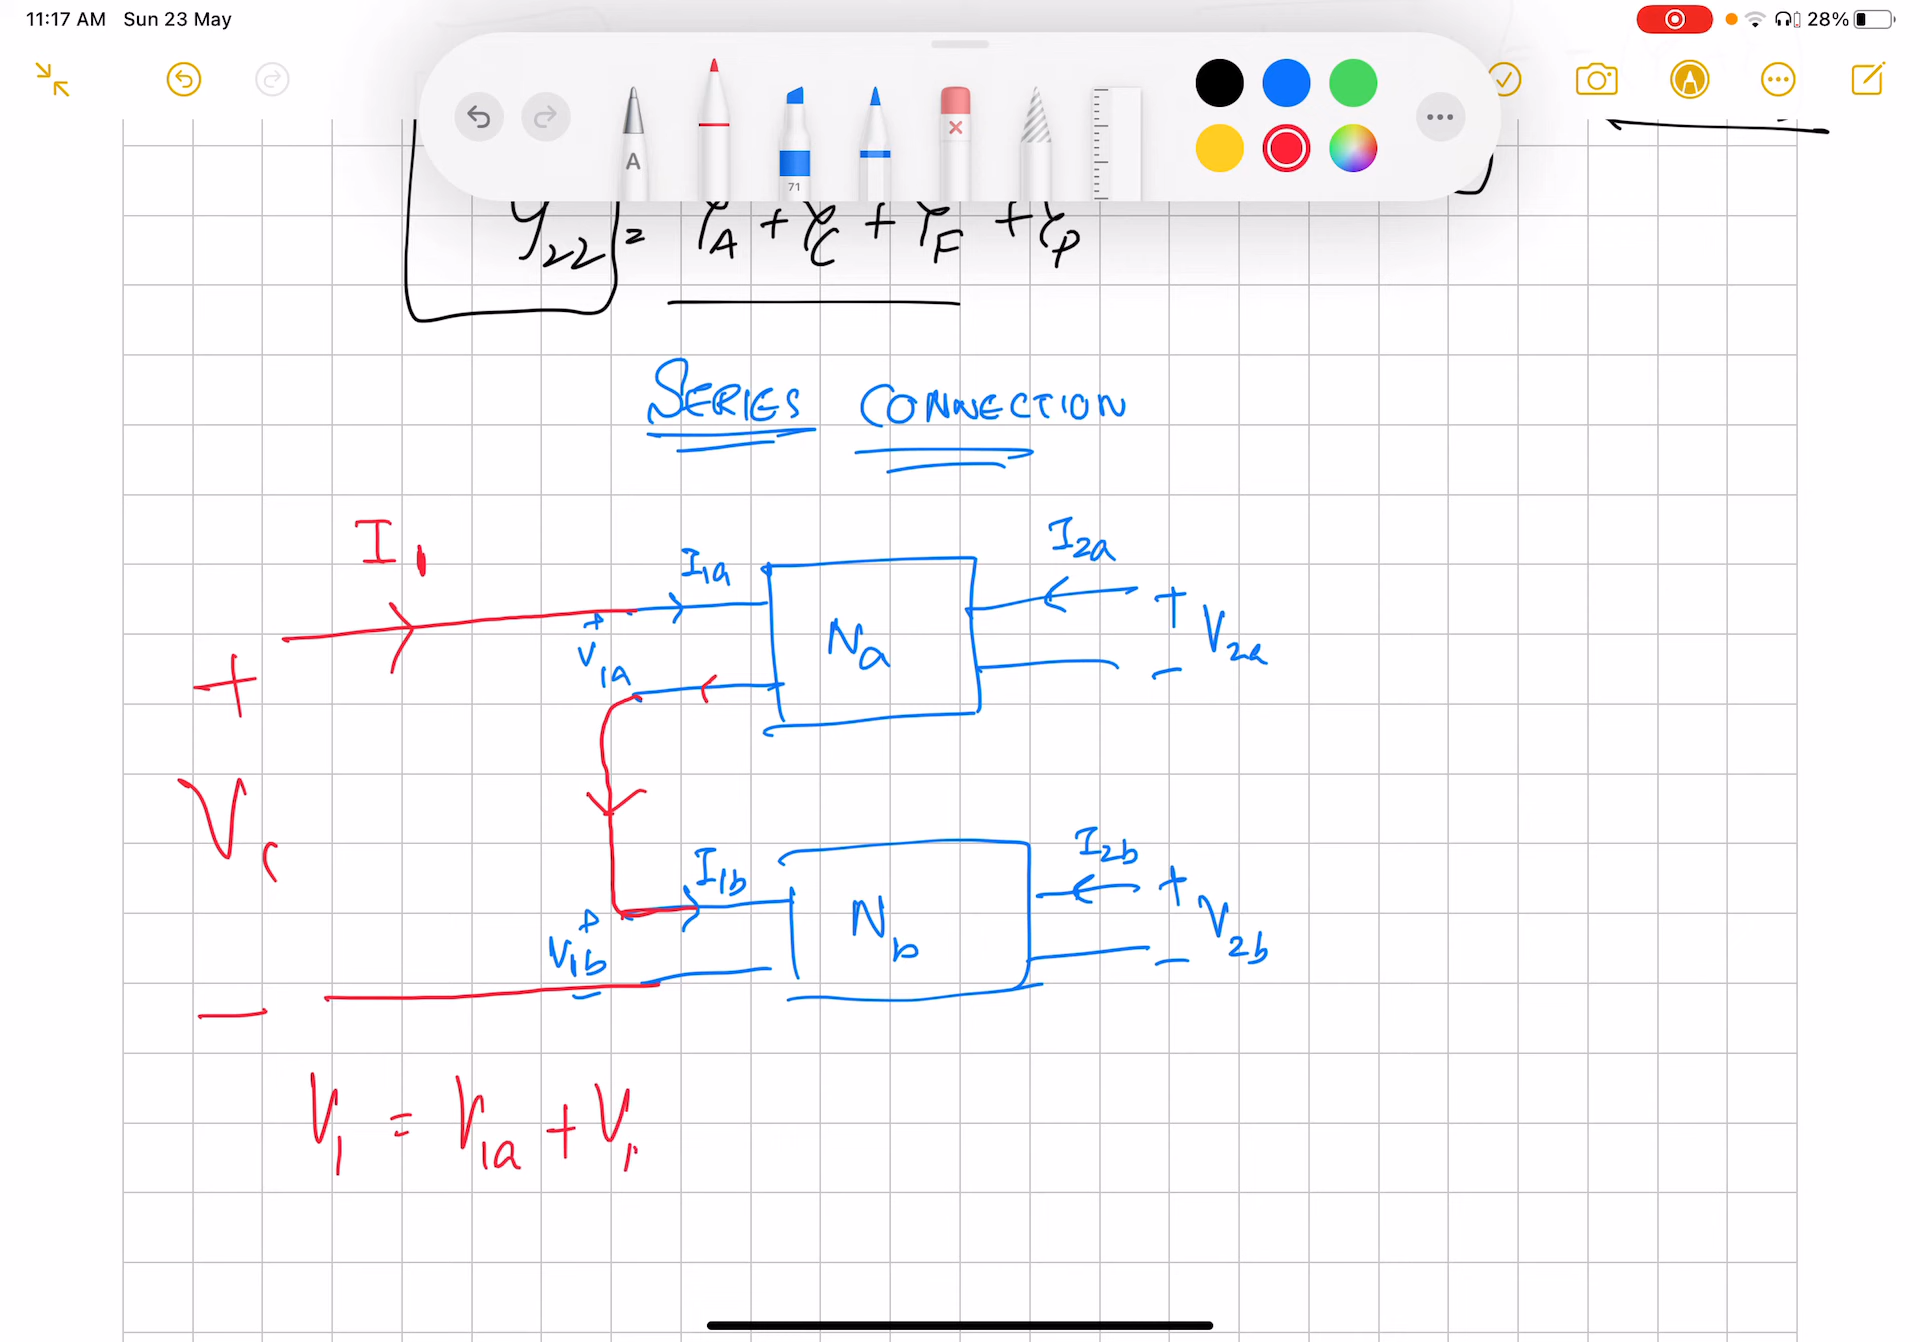 11:17 AM Sun 23 May 28%
A 71
y22 = YA + YC + YF + YP
SERIES CONNECTION
I1
I1a
I2a
+
Na
V1a
V2a
-
+
V1
I1b
I2b
+
Nb
V1b
V2b
-
-
V1 = V1a + V1